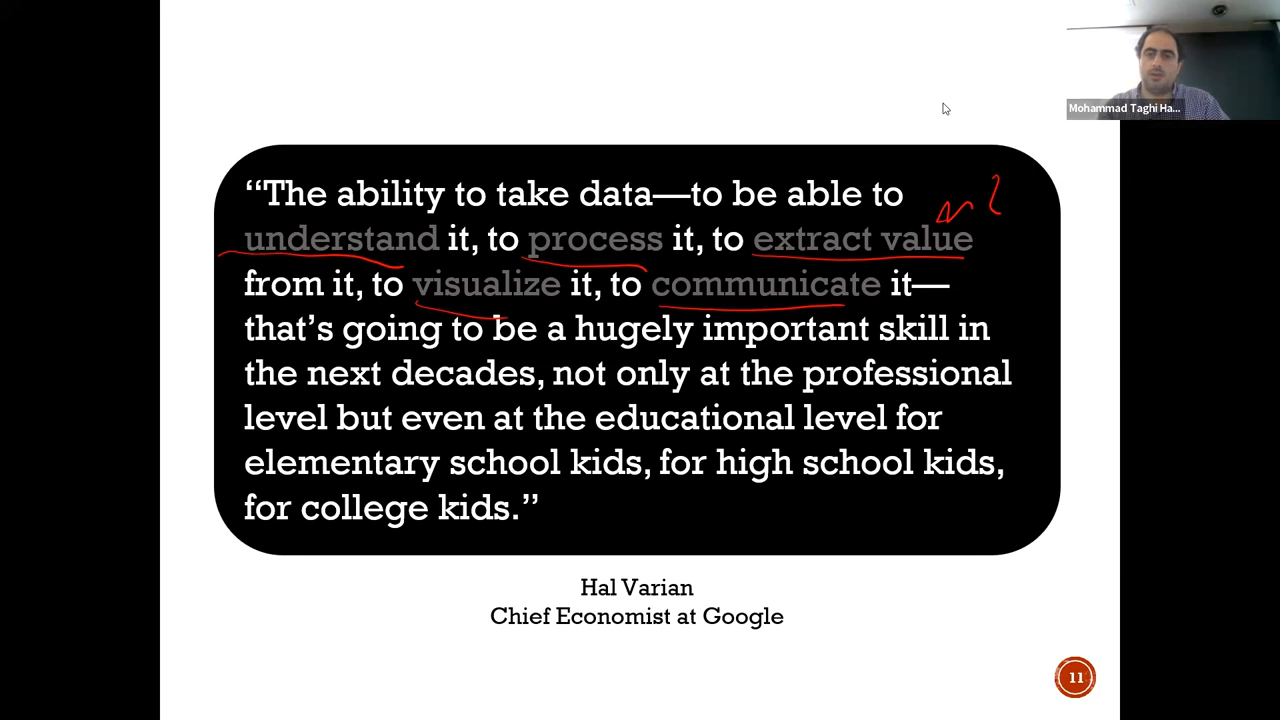 Mohammad Taghi Ha...
“The ability to take data—to be able to
understand it, to process it, to extract value
from it, to visualize it, to communicate it—
that’s going to be a hugely important skill in
the next decades, not only at the professional
level but even at the educational level for
elementary school kids, for high school kids,
for college kids.”
Hal Varian
Chief Economist at Google
11